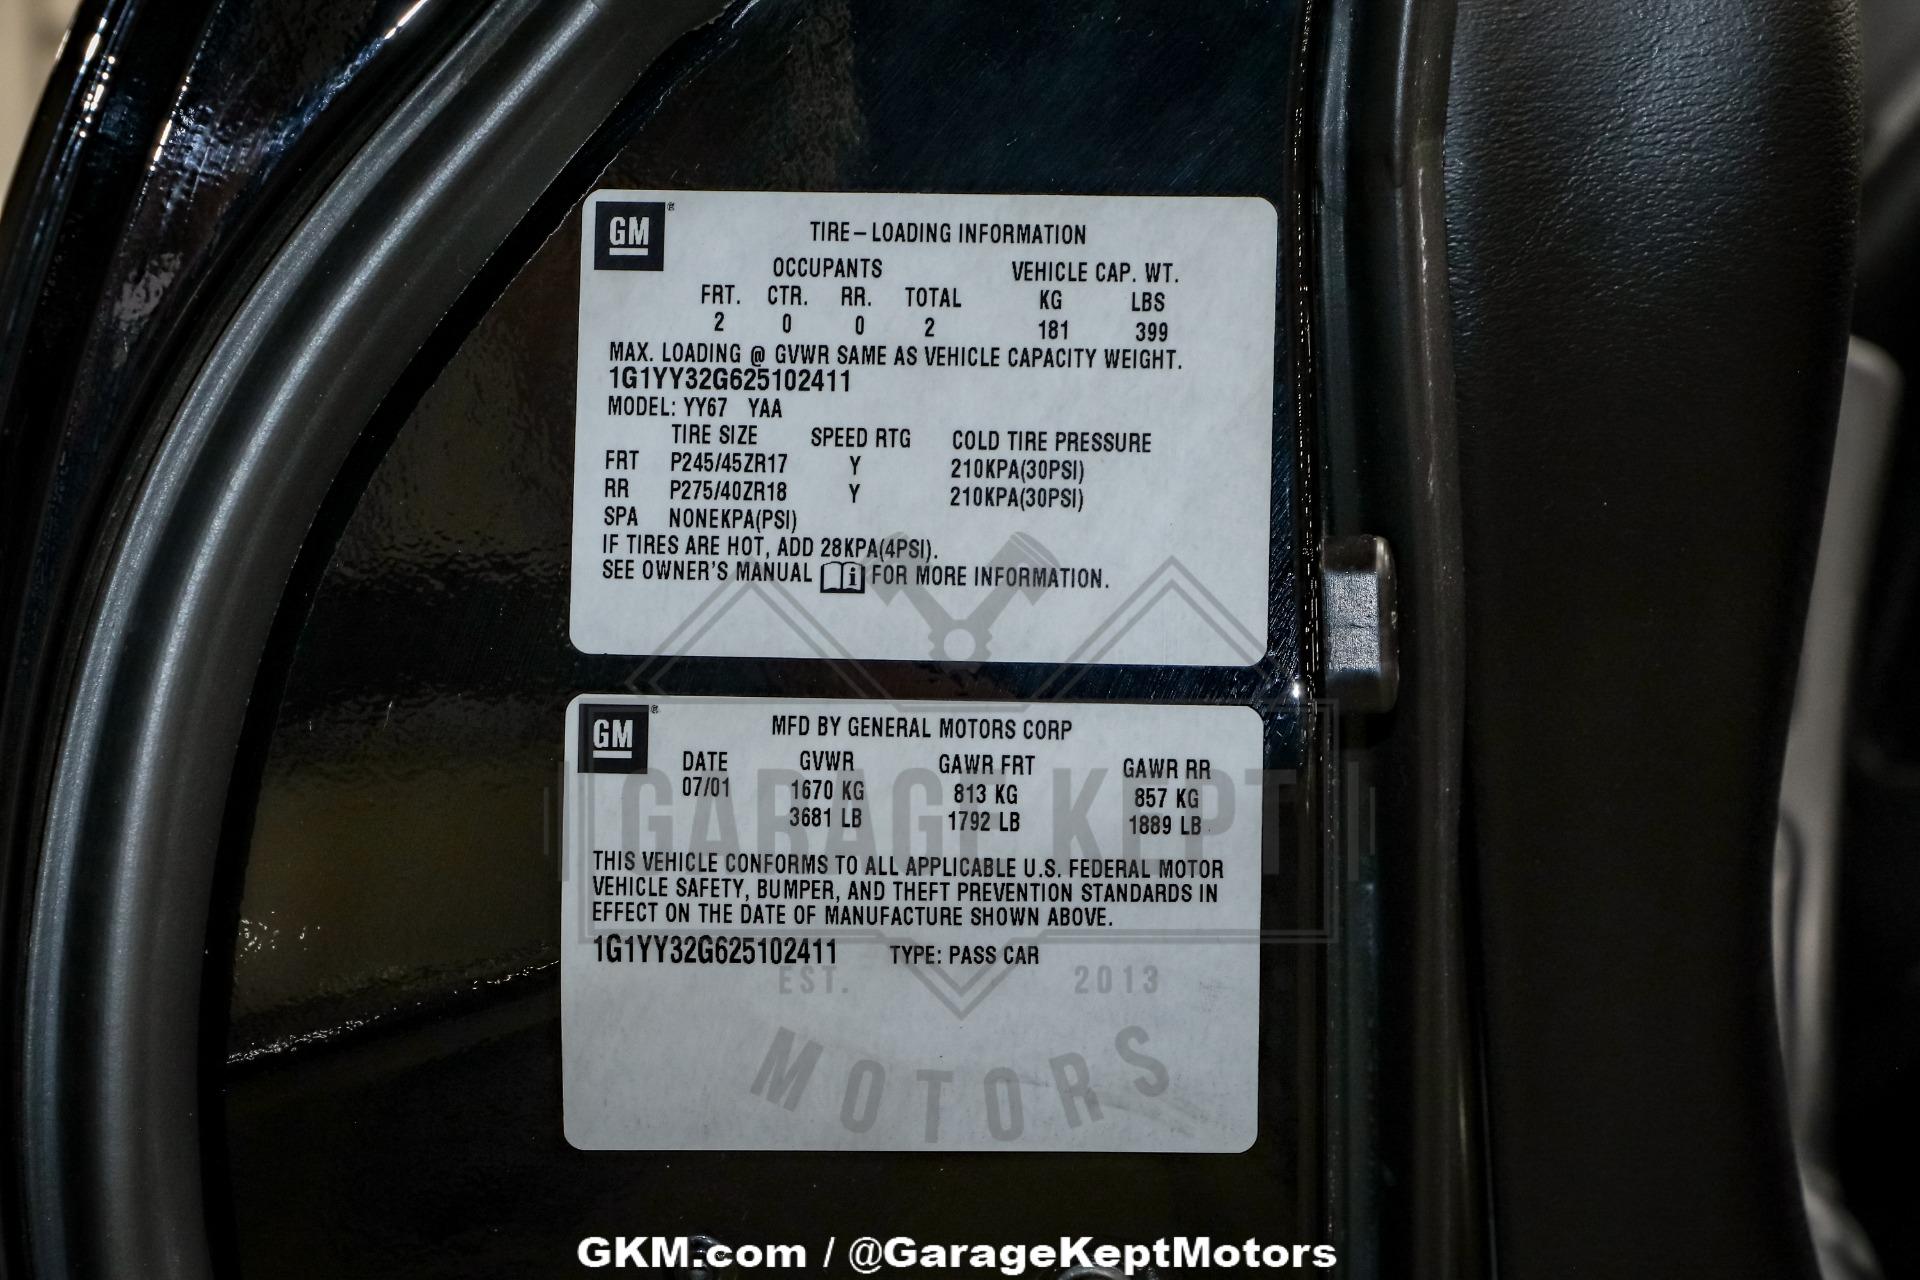 GM®
TIRE-LOADING INFORMATION
OCCUPANTS VEHICLE CAP. WT.
FRT. CTR. RR. TOTAL KG LBS
2 0 0 2 181 399
MAX. LOADING @ GVWR SAME AS VEHICLE CAPACITY WEIGHT.
1G1YY32G625102411
MODEL: YY67 YAA
TIRE SIZE SPEED RTG COLD TIRE PRESSURE
FRT P245/45ZR17 Y 210KPA(30PSI)
RR P275/40ZR18 Y 210KPA(30PSI)
SPA NONEKPA(PSI)
IF TIRES ARE HOT, ADD 28KPA(4PSI).
SEE OWNER'S MANUAL i FOR MORE INFORMATION.
GM®
MFD BY GENERAL MOTORS CORP
DATE GVWR GAWR FRT GAWR RR
07/01 1670 KG 813 KG 857 KG
3681 LB 1792 LB 1889 LB
THIS VEHICLE CONFORMS TO ALL APPLICABLE U.S. FEDERAL MOTOR
VEHICLE SAFETY, BUMPER, AND THEFT PREVENTION STANDARDS IN
EFFECT ON THE DATE OF MANUFACTURE SHOWN ABOVE.
1G1YY32G625102411 TYPE: PASS CAR
GARAGE KEPT
EST. 2013
MOTORS
GKM.com / @GarageKeptMotors